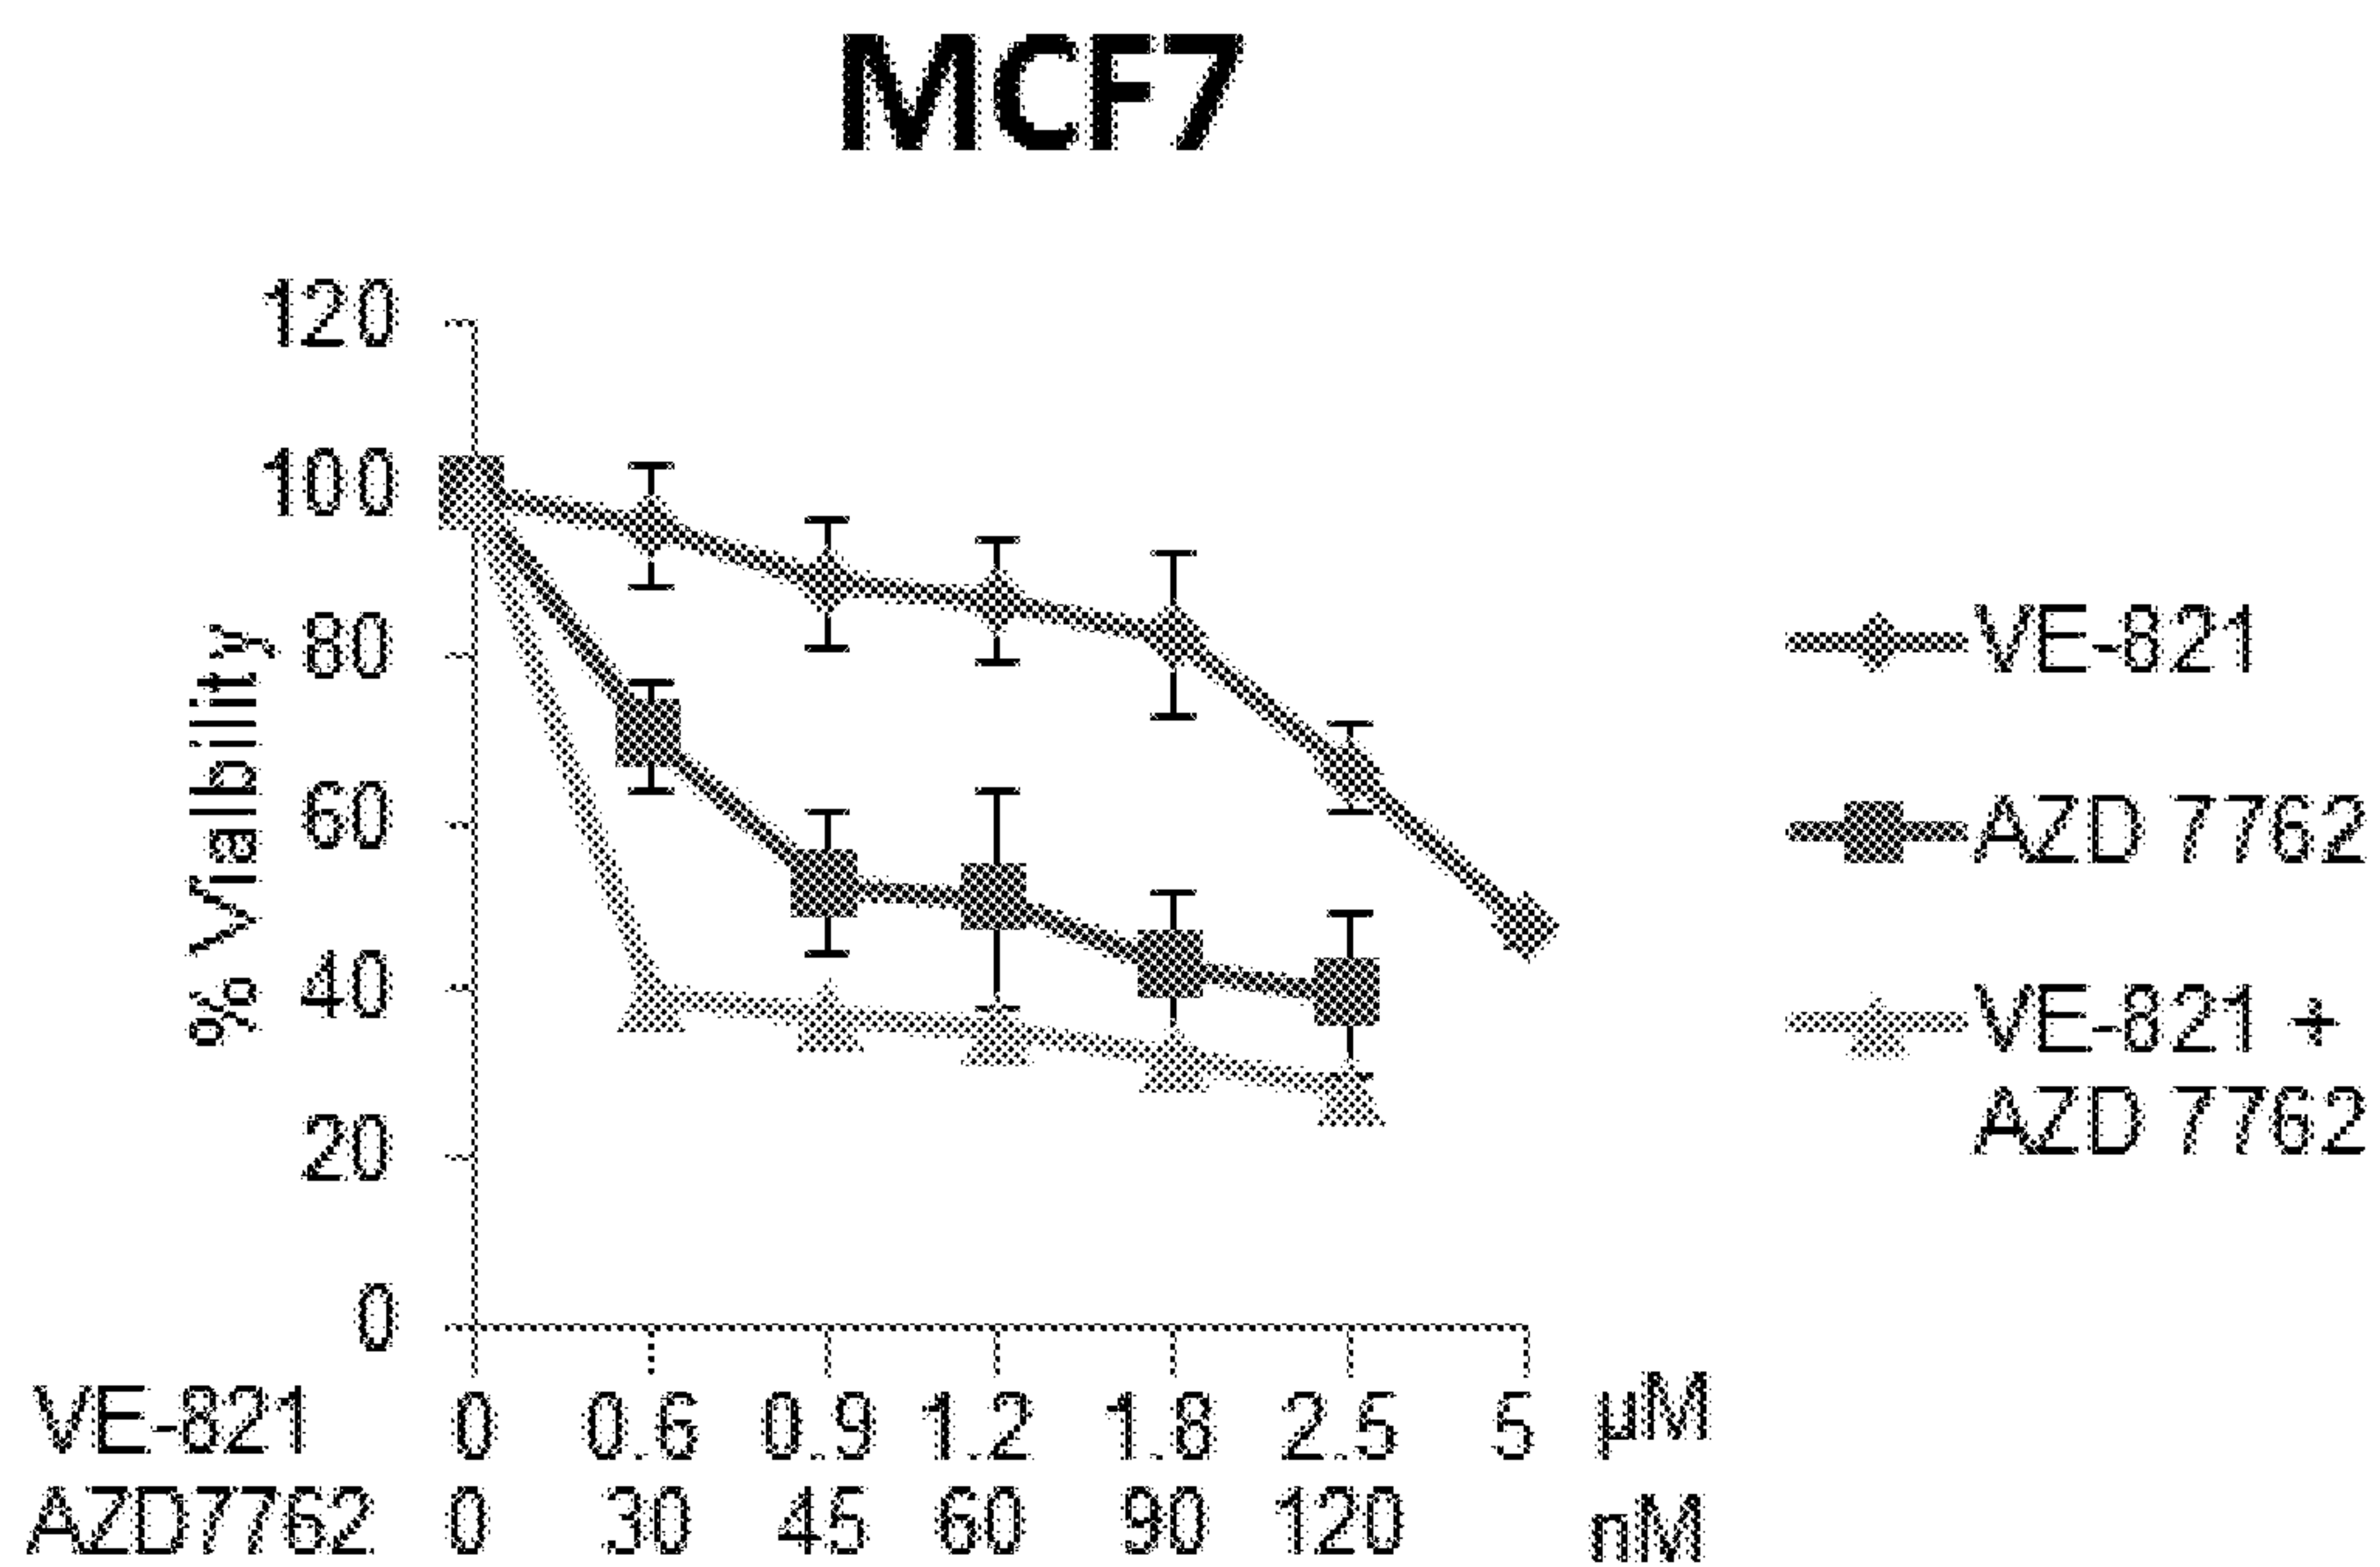 MCF7
120
100
80
60
40
20
0
% Vialbility
VE-821 0 0.6 0.9 1.2 1.8 2.5 5 µM
AZD7762 0 30 45 60 90 120 nM
VE-821
AZD 7762
VE-821 +
AZD 7762